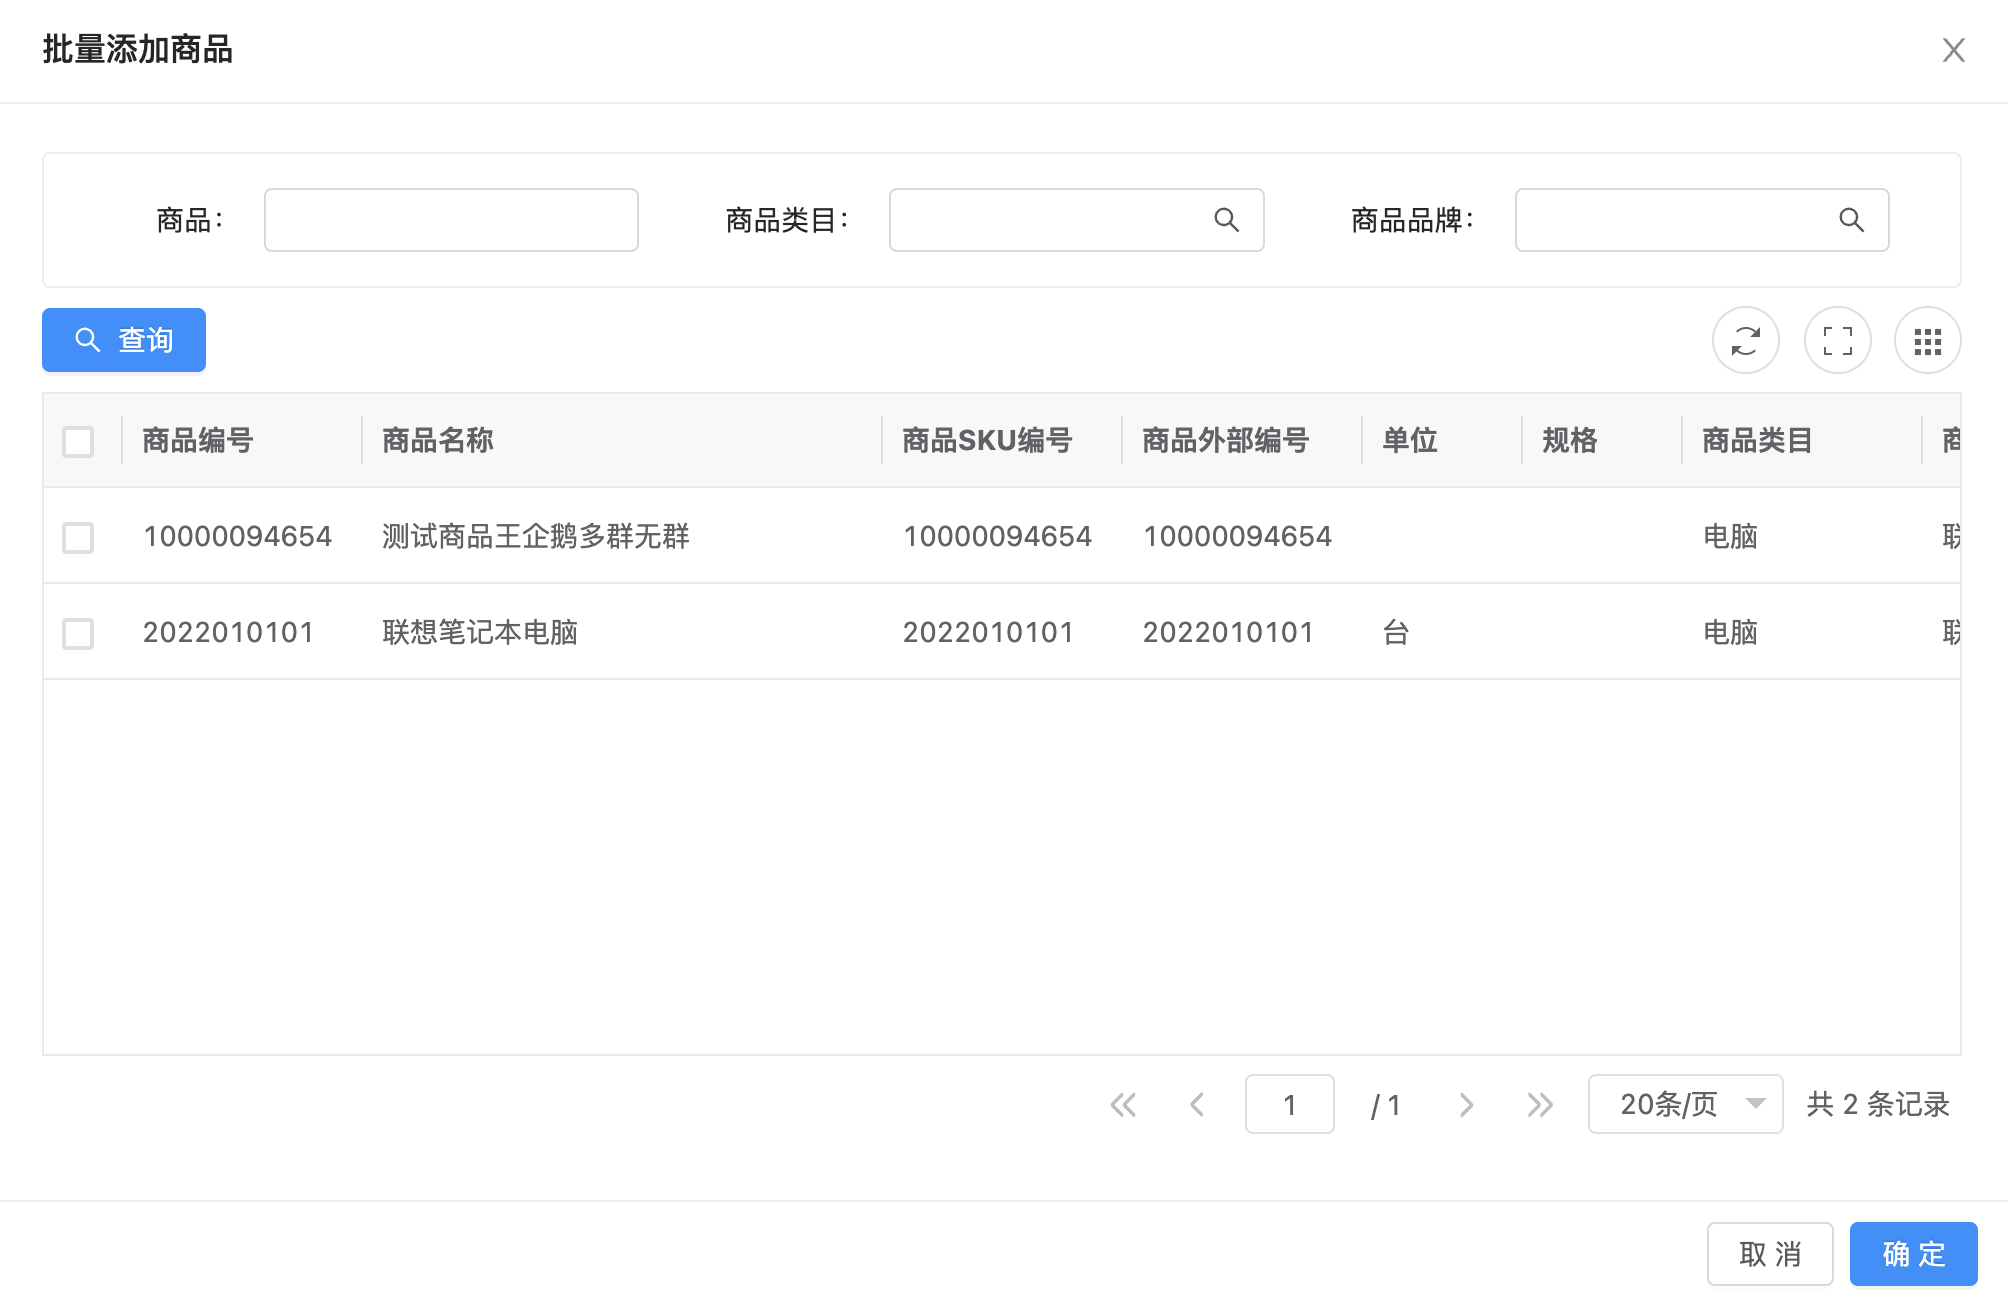 批量添加商品
商品： 商品类目： 商品品牌：
查询
商品编号 商品名称 商品SKU编号 商品外部编号 单位 规格 商品类目 商
10000094654 测试商品王企鹅多群无群 10000094654 10000094654 电脑 联
2022010101 联想笔记本电脑 2022010101 2022010101 台 电脑 联
1 / 1 20条/页 共 2 条记录
取 消 确 定